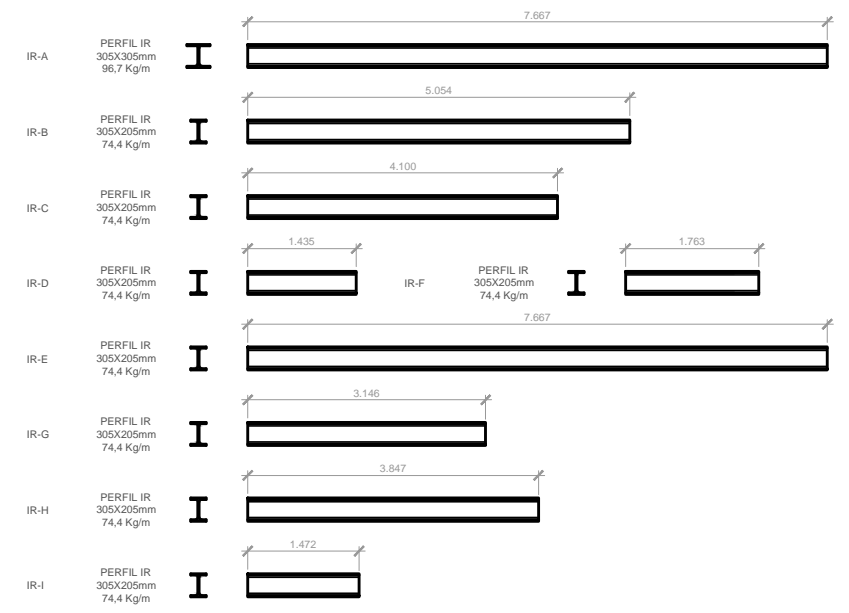 7.667
IR-A
PERFIL IR
305X305mm
96,7 Kg/m
5.054
IR-B
PERFIL IR
305X205mm
74,4 Kg/m
4.100
IR-C
PERFIL IR
305X205mm
74,4 Kg/m
1.435
IR-D
PERFIL IR
305X205mm
74,4 Kg/m
1.763
IR-F
PERFIL IR
305X205mm
74,4 Kg/m
7.667
IR-E
PERFIL IR
305X205mm
74,4 Kg/m
3.146
IR-G
PERFIL IR
305X205mm
74,4 Kg/m
3.847
IR-H
PERFIL IR
305X205mm
74,4 Kg/m
1.472
IR-I
PERFIL IR
305X205mm
74,4 Kg/m